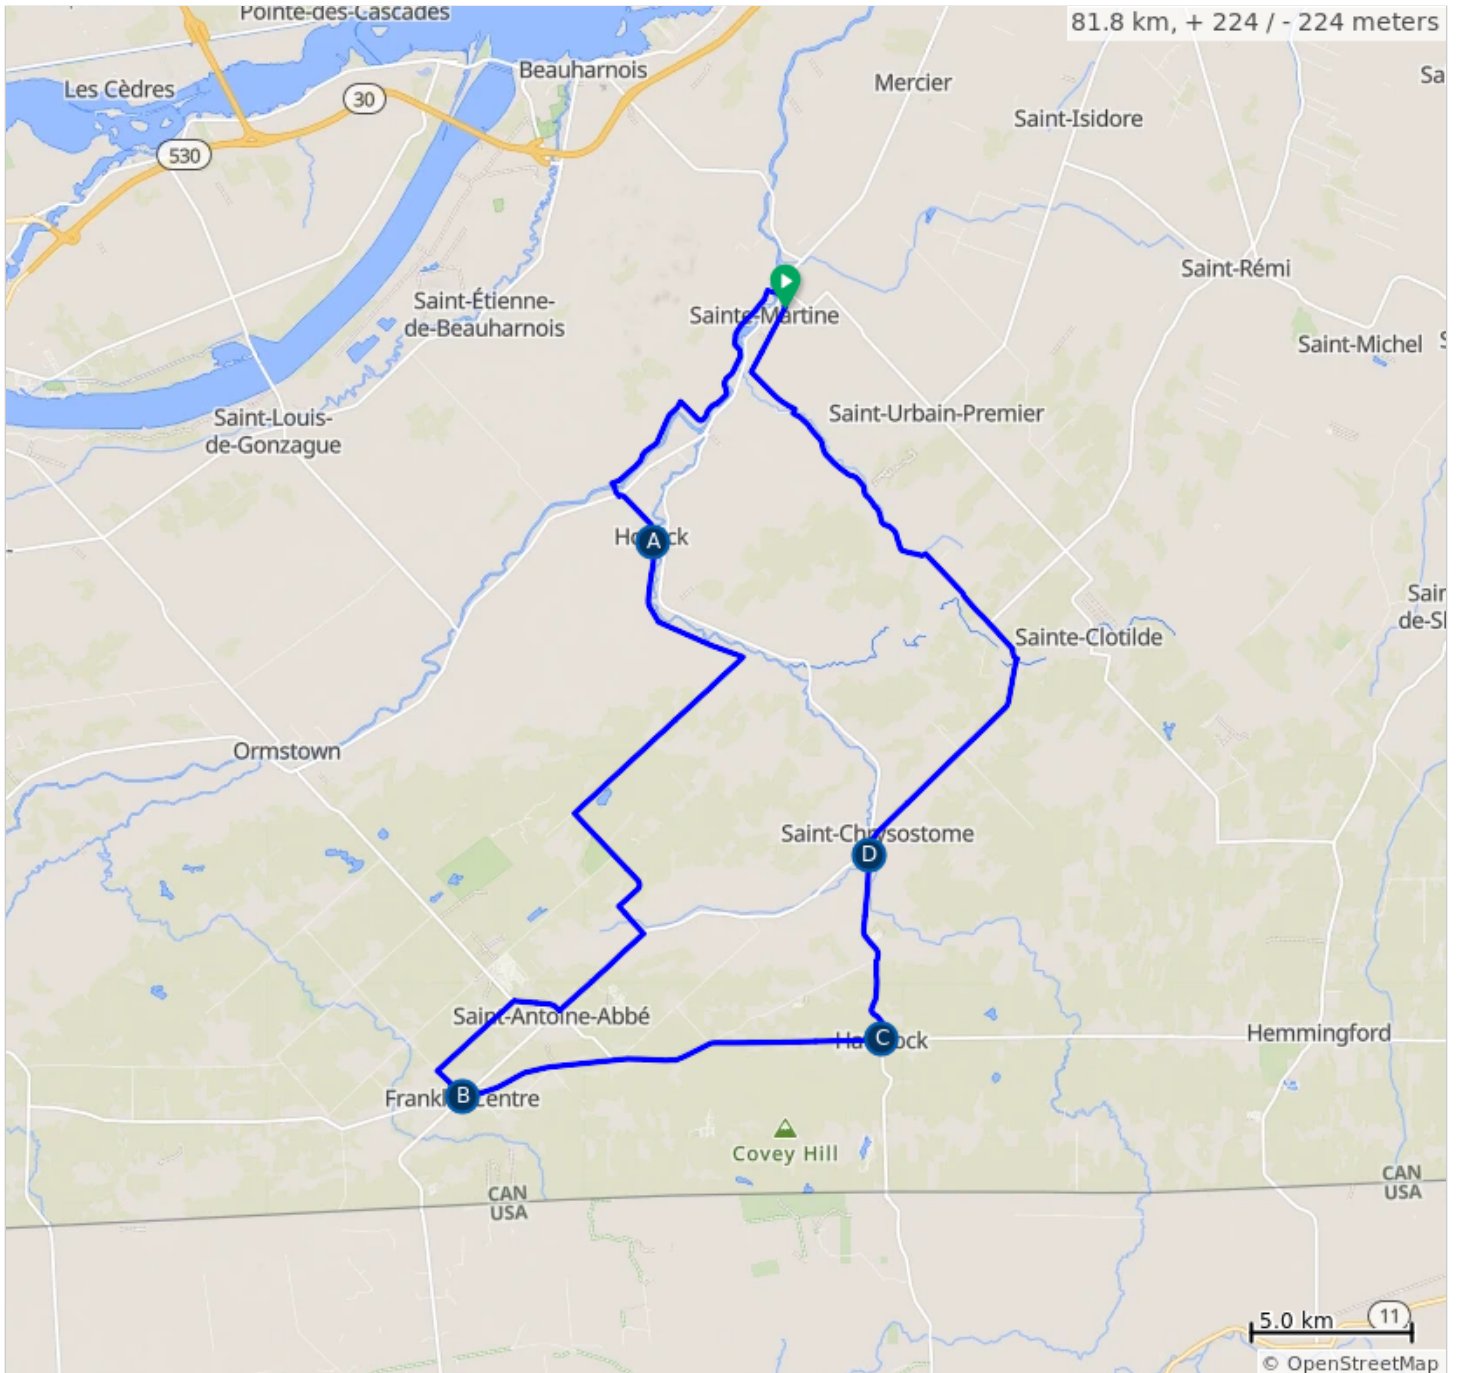 Pointe-des-Cascades
81.8 km, + 224 / - 224 meters
Beauharnois
Les Cèdres
Mercier
30
Saint-Isidore
530
Saint-Rémi
Saint-Étienne-
de-Beauharnois
Sainte-Martine
Saint-Michel
Saint-Louis-
de-Gonzague
Saint-Urbain-Premier
A
Sainte-Clotilde
Ormstown
Saint-Chrysostome
D
Saint-Antoine-Abbé
C
Hemmingford
B
Covey Hill
CAN
USA
CAN
USA
5.0 km
11
© OpenStreetMap